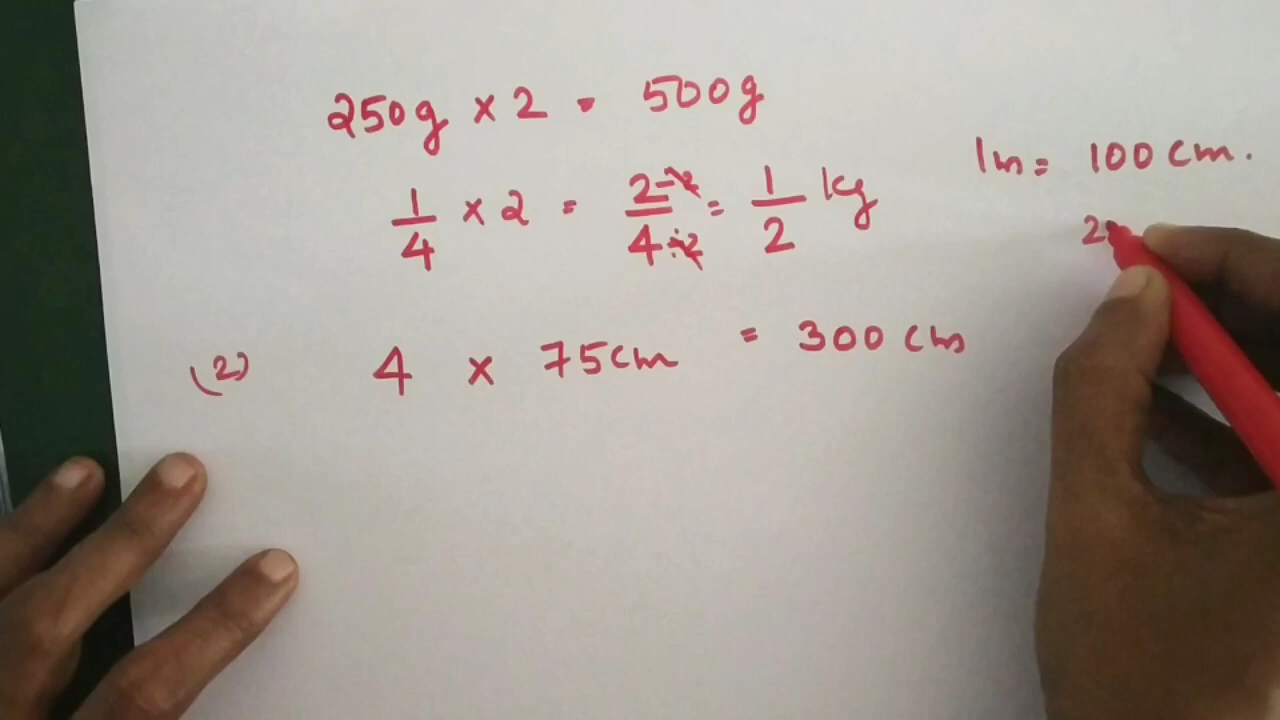 250g × 2 = 500g
1/4 × 2 = 2÷2/4÷2 = 1/2 kg
1m = 100 cm.
2
(2) 4 × 75cm = 300 cm